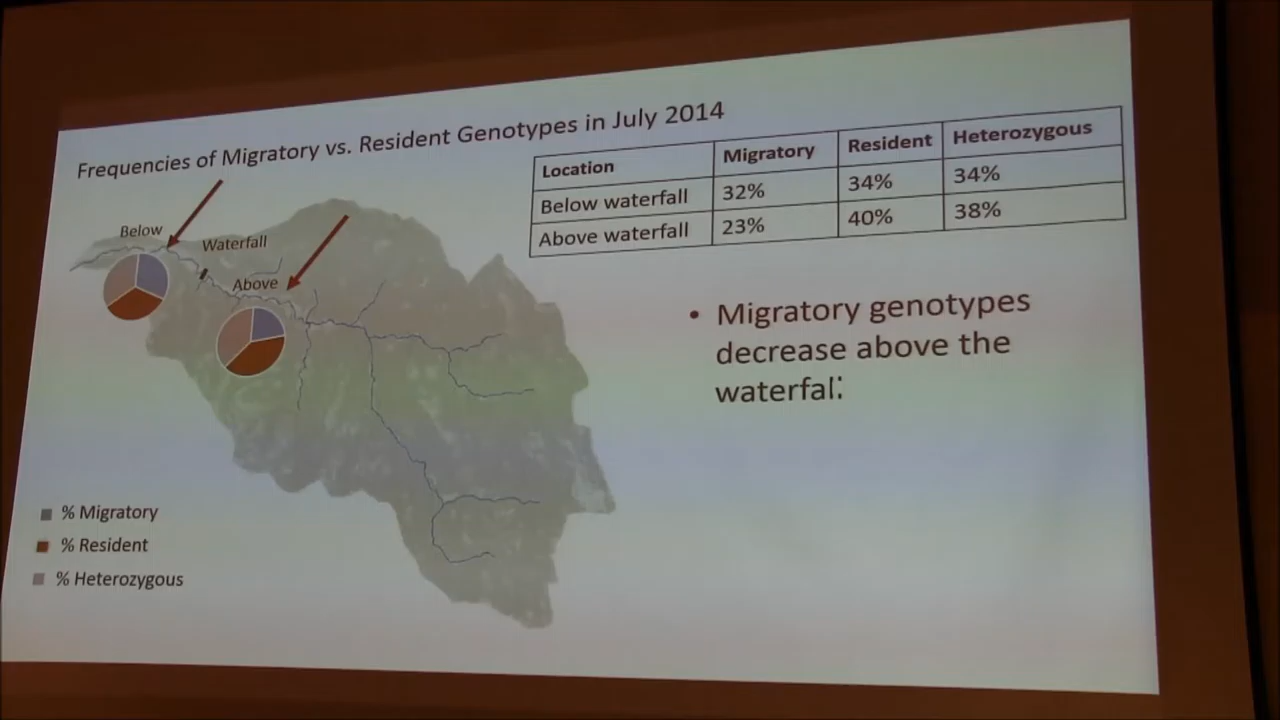 Frequencies of Migratory vs. Resident Genotypes in July 2014
Location Migratory Resident Heterozygous
Below waterfall 32% 34% 34%
Above waterfall 23% 40% 38%
Below
Waterfall
Above
• Migratory genotypes
decrease above the
waterfal:
% Migratory
% Resident
% Heterozygous